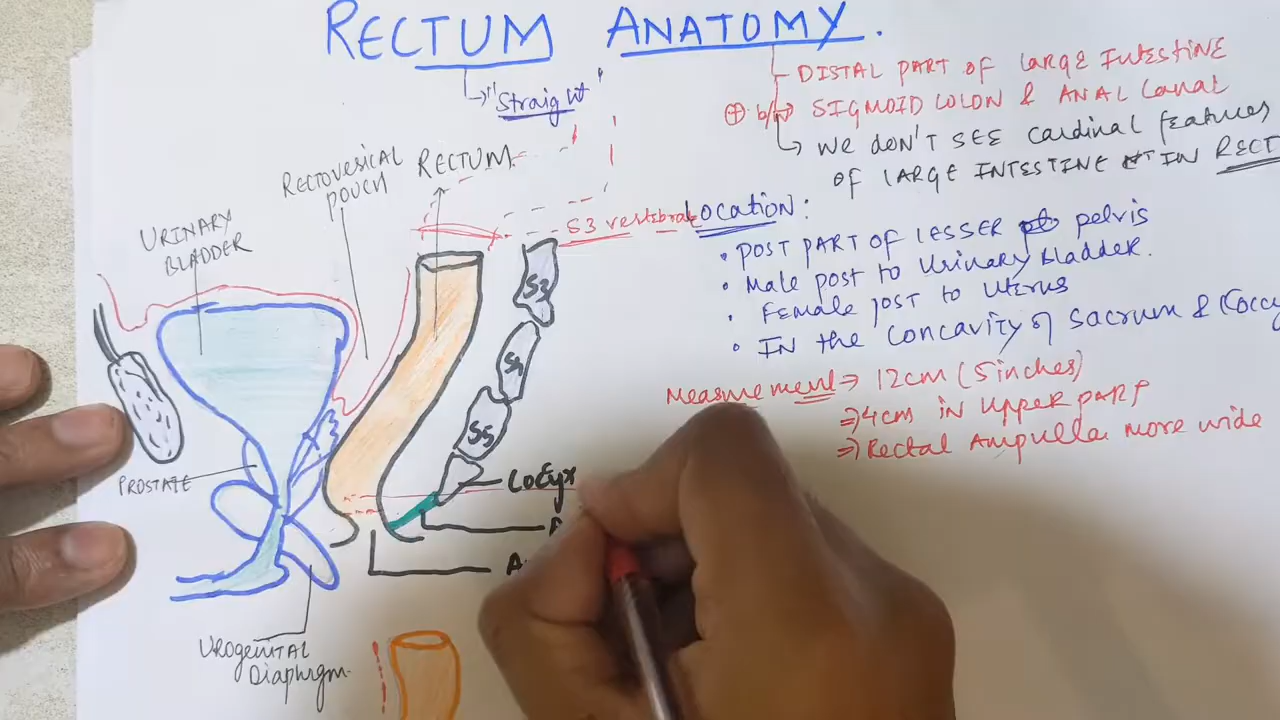 RECTUM ANATOMY.
"Straight"
DISTAL PART OF LARGE INTESTINE
⊕ b/w SIGMOID COLON & ANAL CANAL
WE DON'T SEE CARDINAL FEATURES
OF LARGE INTESTINE IN RECT
RECTOVESICAL
POUCH
RECTUM
URINARY
BLADDER
S3 vertebrae
LOCATION:
• POST PART OF LESSER pelvis
• Male post to Urinary Bladder.
• Female post to Uterus
• IN the concavity of Sacrum & Coccy
Measurement ⇒ 12cm (5inches)
⇒ 4cm in Upper part
⇒ Rectal Ampulla more wide
S3
S4
S5
PROSTATE
CoCyx
A
UROGENITAL
Diaphrgm